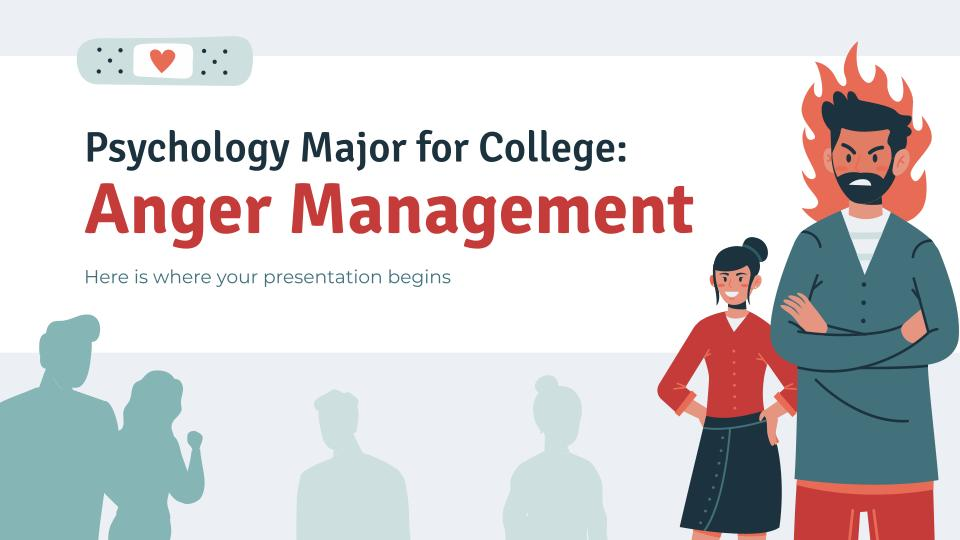 Psychology Major for College:
Anger Management
Here is where your presentation begins